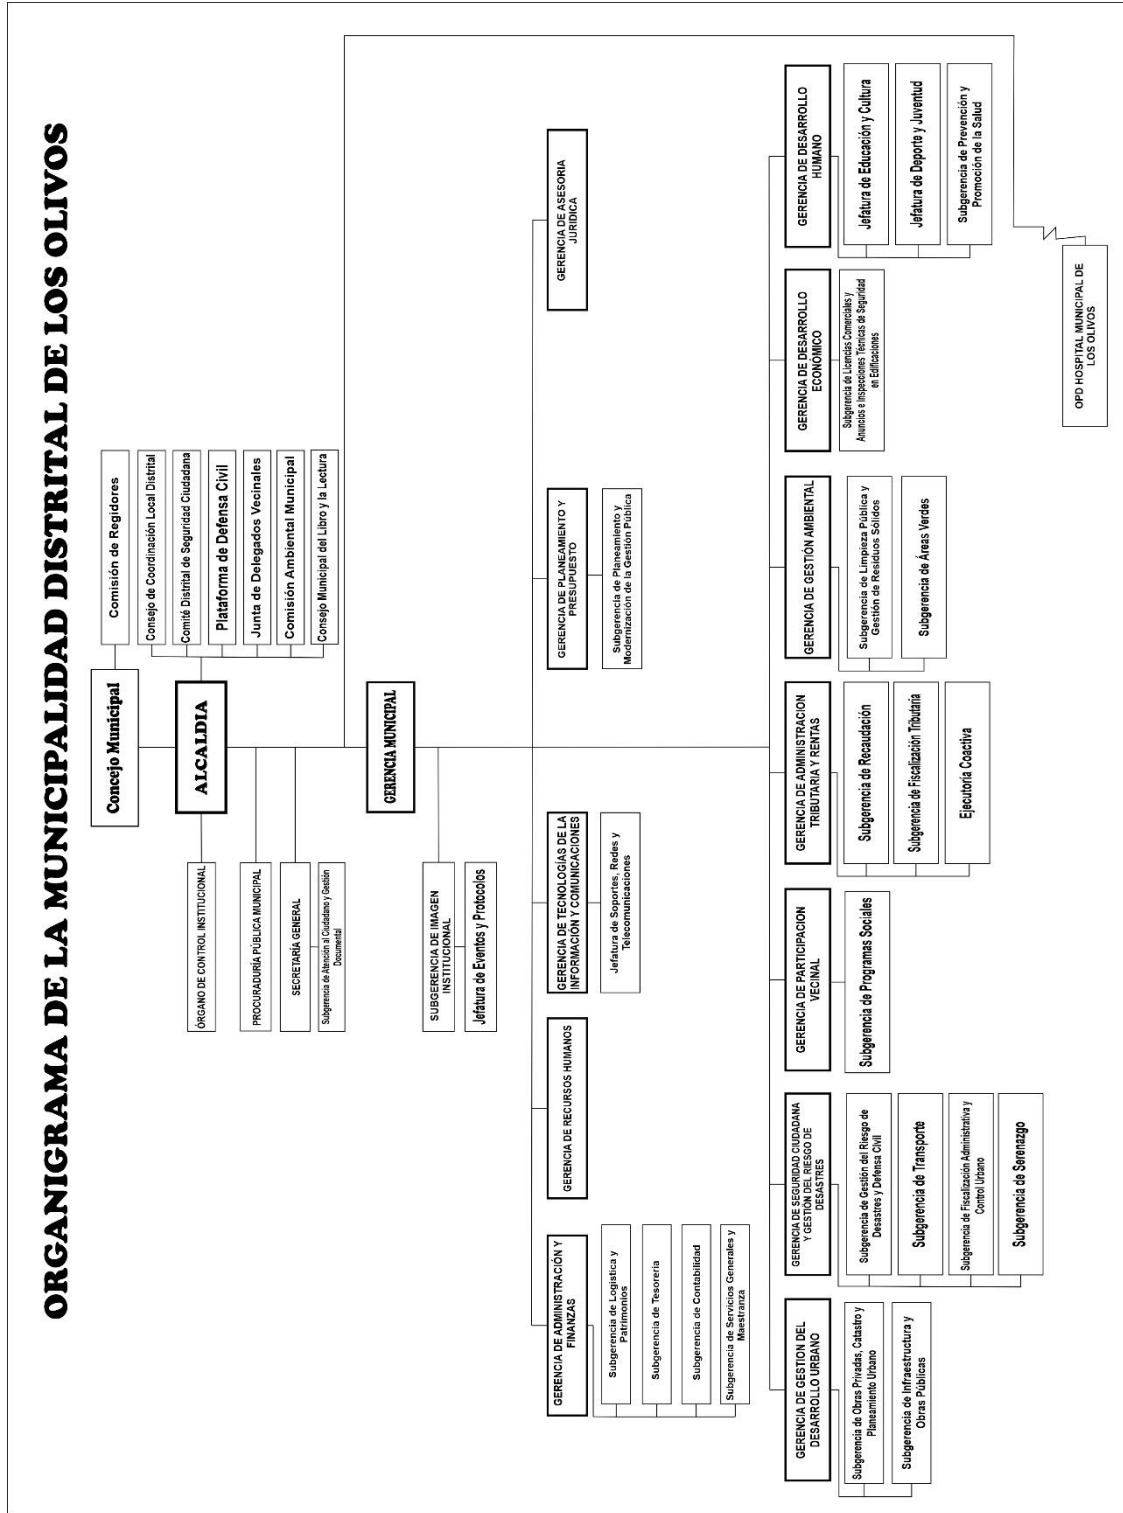 ORGANIGRAMA DE LA MUNICIPALIDAD DISTRITAL DE LOS OLIVOS
Concejo Municipal
Comisión de Regidores
ALCALDIA
Consejo de Coordinación Local Distrital
Comité Distrital de Seguridad Ciudadana
Plataforma de Defensa Civil
Junta de Delegados Vecinales
Comisión Ambiental Municipal
Consejo Municipal del Libro y la Lectura
ÓRGANO DE CONTROL INSTITUCIONAL
PROCURADURÍA PÚBLICA MUNICIPAL
SECRETARÍA GENERAL
Subgerencia de Atención al Ciudadano y Gestión
Documental
GERENCIA MUNICIPAL
SUBGERENCIA DE IMAGEN
INSTITUCIONAL
Jefatura de Eventos y Protocolos
GERENCIA DE ADMINISTRACIÓN Y
FINANZAS
Subgerencia de Logística y
Patrimonios
Subgerencia de Tesorería
Subgerencia de Contabilidad
Subgerencia de Servicios Generales y
Maestranza
GERENCIA DE RECURSOS HUMANOS
GERENCIA DE TECNOLOGÍAS DE LA
INFORMACIÓN Y COMUNICACIONES
Jefatura de Soportes, Redes y
Telecomunicaciones
GERENCIA DE PLANEAMIENTO Y
PRESUPUESTO
Subgerencia de Planeamiento y
Modernización de la Gestión Pública
GERENCIA DE ASESORIA
JURIDICA
GERENCIA DE GESTION DEL
DESARROLLO URBANO
Subgerencia de Obras Privadas, Catastro y
Planeamiento Urbano
Subgerencia de Infraestructura y
Obras Públicas
GERENCIA DE SEGURIDAD CIUDADANA
Y GESTIÓN DEL RIESGO DE
DESASTRES
Subgerencia de Gestión del Riesgo de
Desastres y Defensa Civil
Subgerencia de Transporte
Subgerencia de Fiscalización Administrativa y
Control Urbano
Subgerencia de Serenazgo
GERENCIA DE PARTICIPACION
VECINAL
Subgerencia de Programas Sociales
GERENCIA DE ADMINISTRACION
TRIBUTARIA Y RENTAS
Subgerencia de Recaudación
Subgerencia de Fiscalización Tributaria
Ejecutoría Coactiva
GERENCIA DE GESTIÓN AMBIENTAL
Subgerencia de Limpieza Pública y
Gestión de Residuos Sólidos
Subgerencia de Áreas Verdes
GERENCIA DE DESARROLLO
ECONÓMICO
Subgerencia de Licencias Comerciales y
Anuncios e Inspecciones Técnicas de Seguridad
en Edificaciones
GERENCIA DE DESARROLLO
HUMANO
Jefatura de Educación y Cultura
Jefatura de Deporte y Juventud
Subgerencia de Prevención y
Promoción de la Salud
OPD HOSPITAL MUNICIPAL DE
LOS OLIVOS